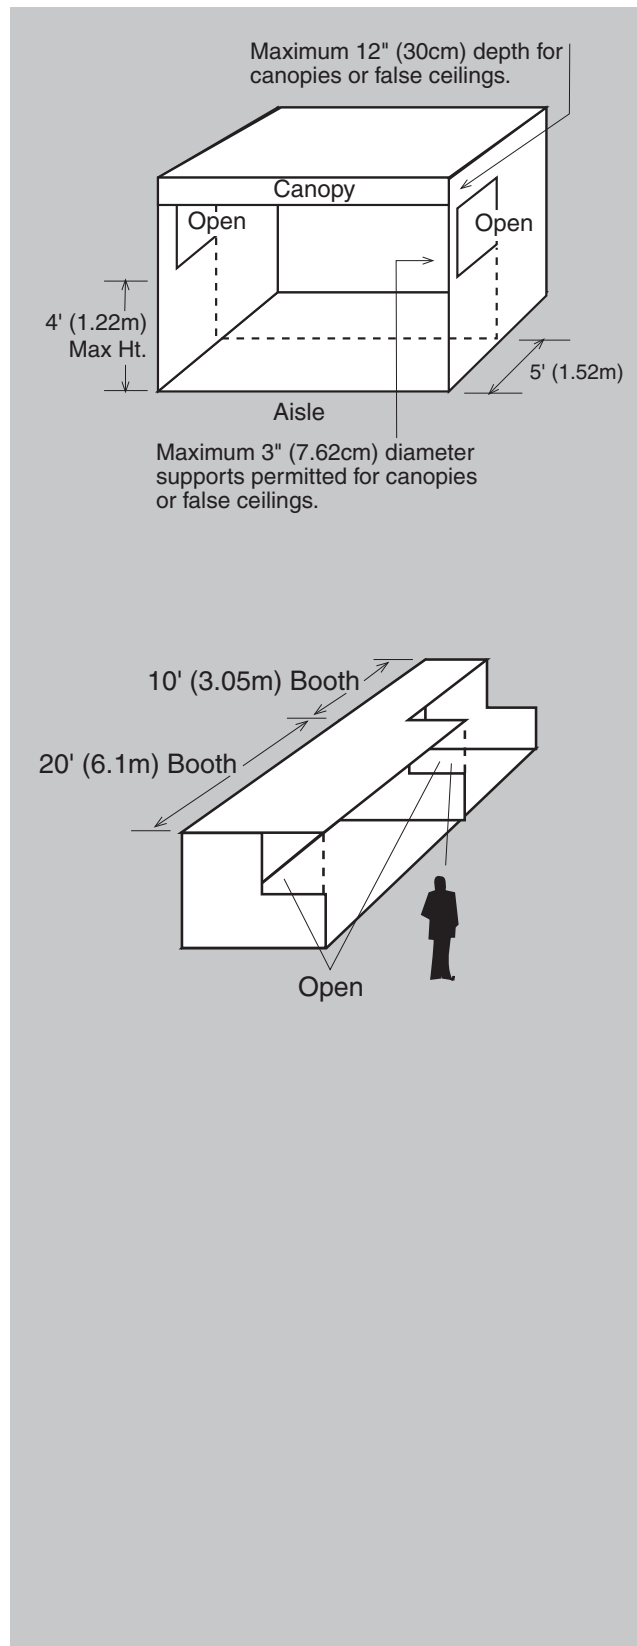 Maximum 12" (30cm) depth for
canopies or false ceilings.
Canopy
Open
Open
4' (1.22m)
Max Ht.
5' (1.52m)
Aisle
Maximum 3" (7.62cm) diameter
supports permitted for canopies
or false ceilings.
10' (3.05m) Booth
20' (6.1m) Booth
Open